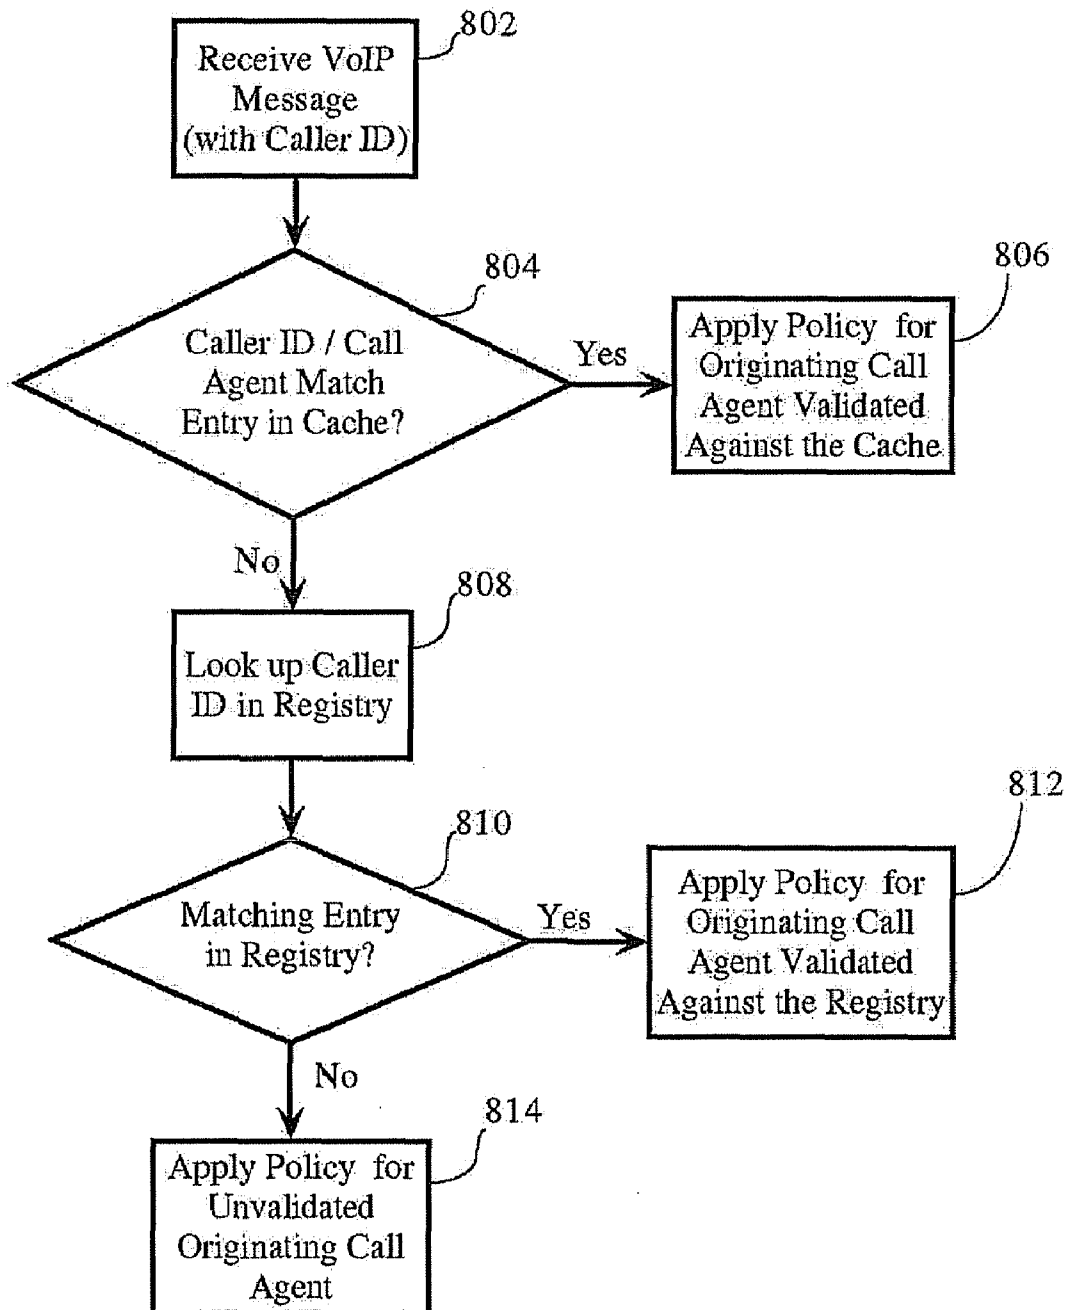 802
Receive VoIP
Message
(with Caller ID)
804
Caller ID / Call
Agent Match
Entry in Cache?
Yes
806
Apply Policy for
Originating Call
Agent Validated
Against the Cache
No
808
Look up Caller
ID in Registry
810
Matching Entry
in Registry?
Yes
812
Apply Policy for
Originating Call
Agent Validated
Against the Registry
No
814
Apply Policy for
Unvalidated
Originating Call
Agent